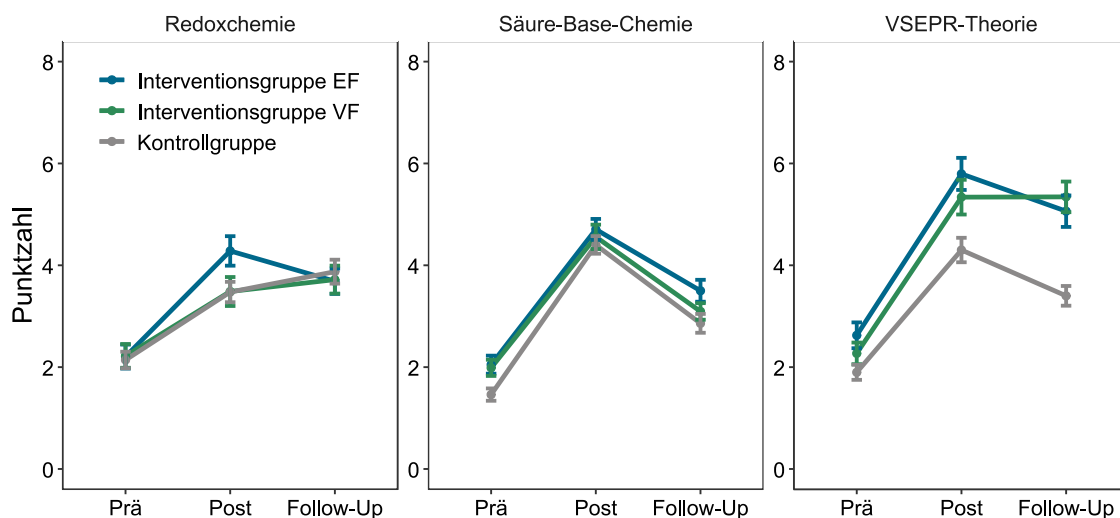 Redoxchemie
Säure-Base-Chemie
VSEPR-Theorie
Punktzahl
8
6
4
2
0
Interventionsgruppe EF
Interventionsgruppe VF
Kontrollgruppe
Prä Post Follow-Up
8
6
4
2
0
Prä Post Follow-Up
8
6
4
2
0
Prä Post Follow-Up